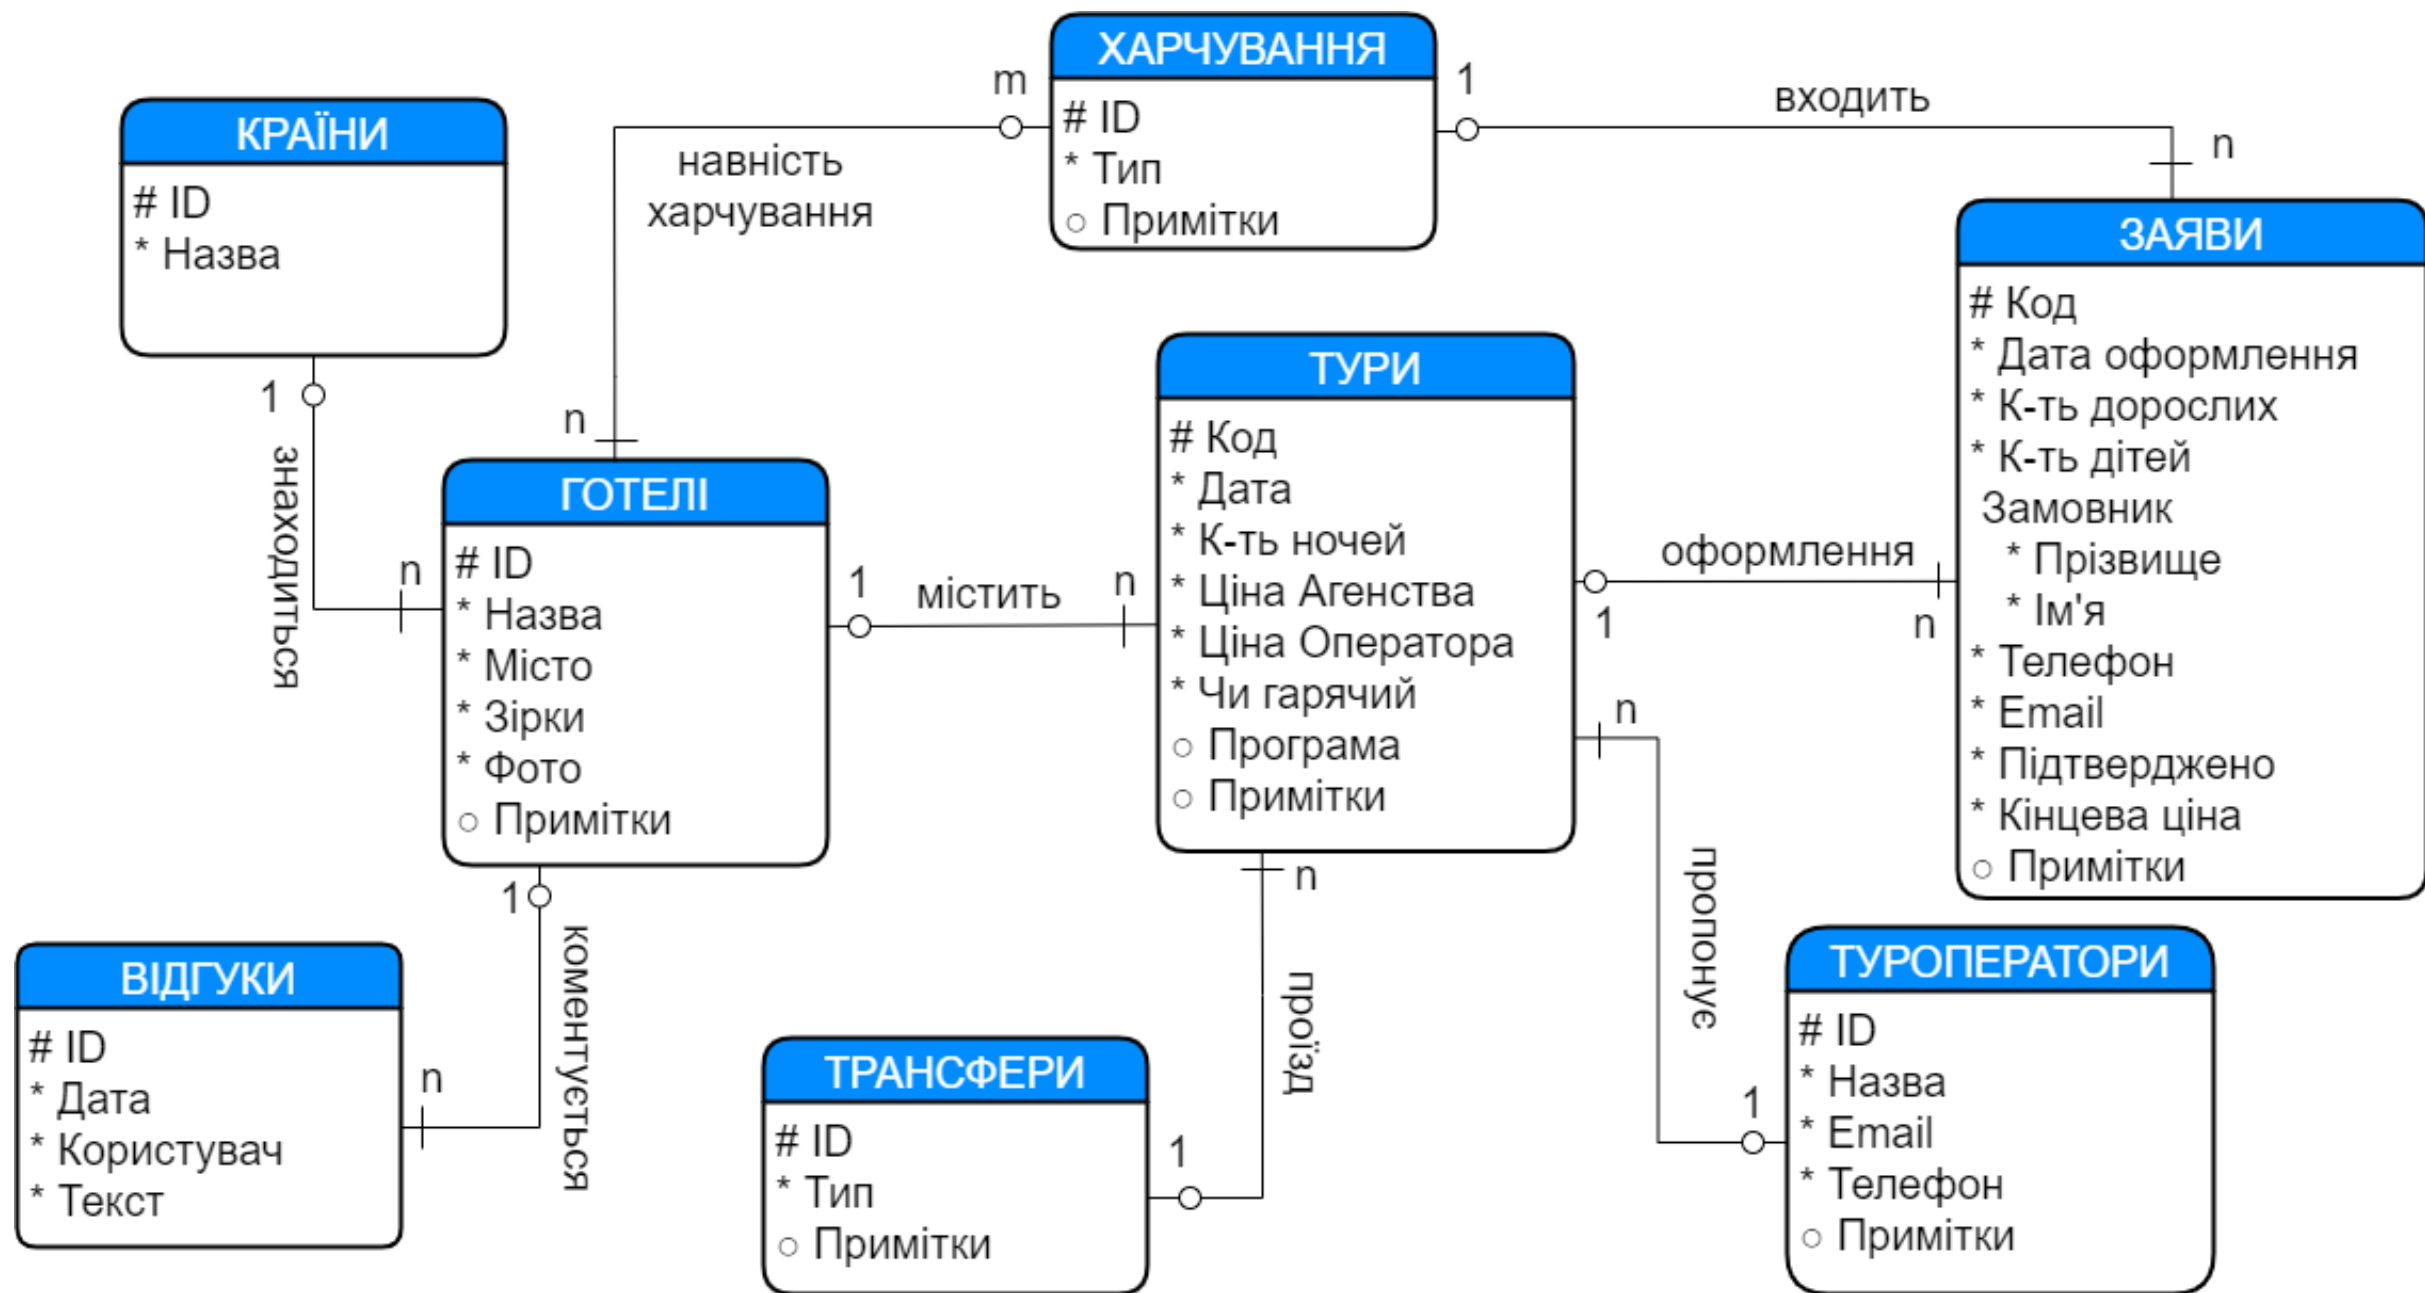 ХАРЧУВАННЯ
# ID
* Тип
○ Примітки
m
1
входить
n
навність
харчування
n
КРАЇНИ
# ID
* Назва
1
знаходиться
n
ЗАЯВИ
# Код
* Дата оформлення
* К-ть дорослих
* К-ть дітей
Замовник
* Прізвище
* Ім'я
* Телефон
* Email
* Підтверджено
* Кінцева ціна
○ Примітки
ТУРИ
# Код
* Дата
* К-ть ночей
* Ціна Агенства
* Ціна Оператора
* Чи гарячий
○ Програма
○ Примітки
ГОТЕЛІ
# ID
* Назва
* Місто
* Зірки
* Фото
○ Примітки
1
містить
n
оформлення
1
n
n
пропонує
1
n
проїзд
1
1
коментується
n
ВІДГУКИ
# ID
* Дата
* Користувач
* Текст
ТРАНСФЕРИ
# ID
* Тип
○ Примітки
ТУРОПЕРАТОРИ
# ID
* Назва
* Email
* Телефон
○ Примітки